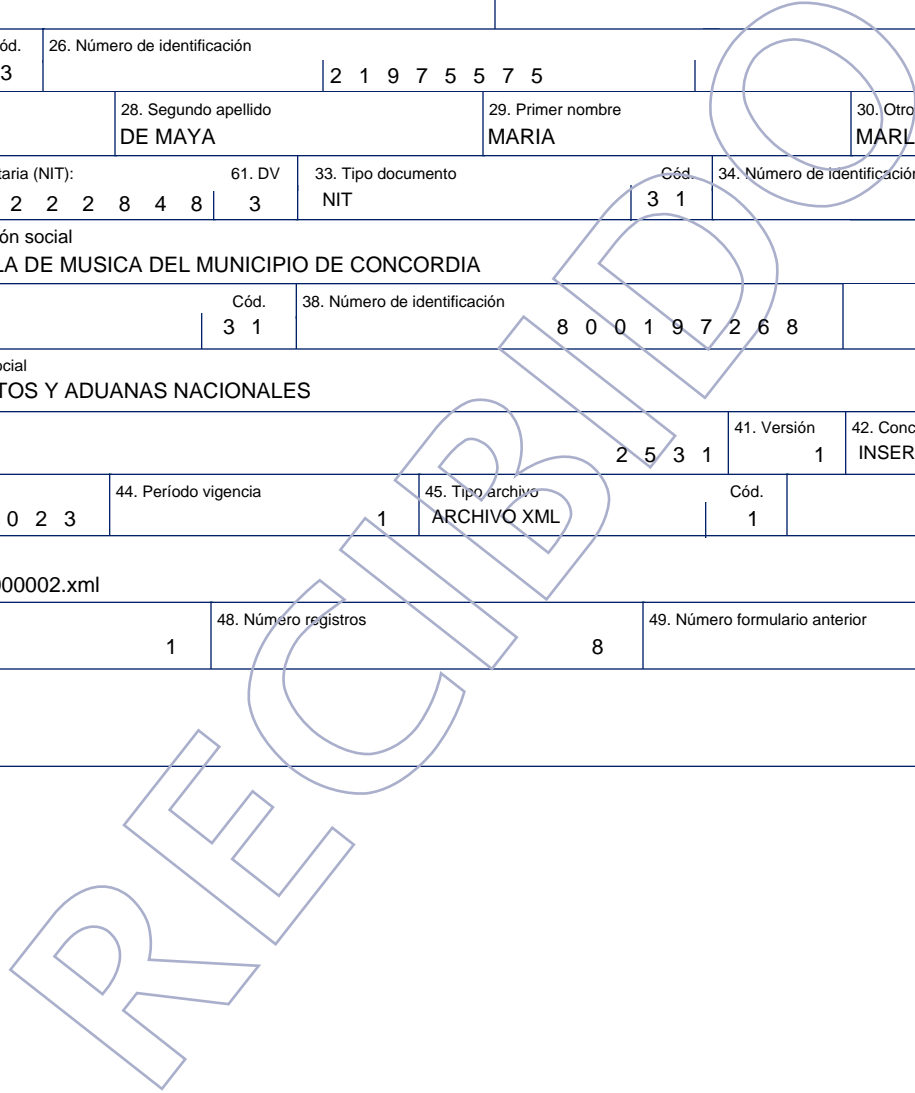 ód. 26. Número de identificación
3 2 1 9 7 5 5 7 5
28. Segundo apellido 29. Primer nombre 30. Otro
DE MAYA MARIA MARL
taria (NIT): 61. DV 33. Tipo documento Cód. 34. Número de identificación
2 2 2 8 4 8 3 NIT 3 1
ón social
LA DE MUSICA DEL MUNICIPIO DE CONCORDIA
Cód. 38. Número de identificación
3 1 8 0 0 1 9 7 2 6 8
ocial
TOS Y ADUANAS NACIONALES
41. Versión 42. Conc
2 5 3 1 1 INSER
44. Período vigencia 45. Tipo archivo Cód.
0 2 3 1 ARCHIVO XML 1
000002.xml
48. Número registros 49. Número formulario anterior
1 8
RECIBIDO